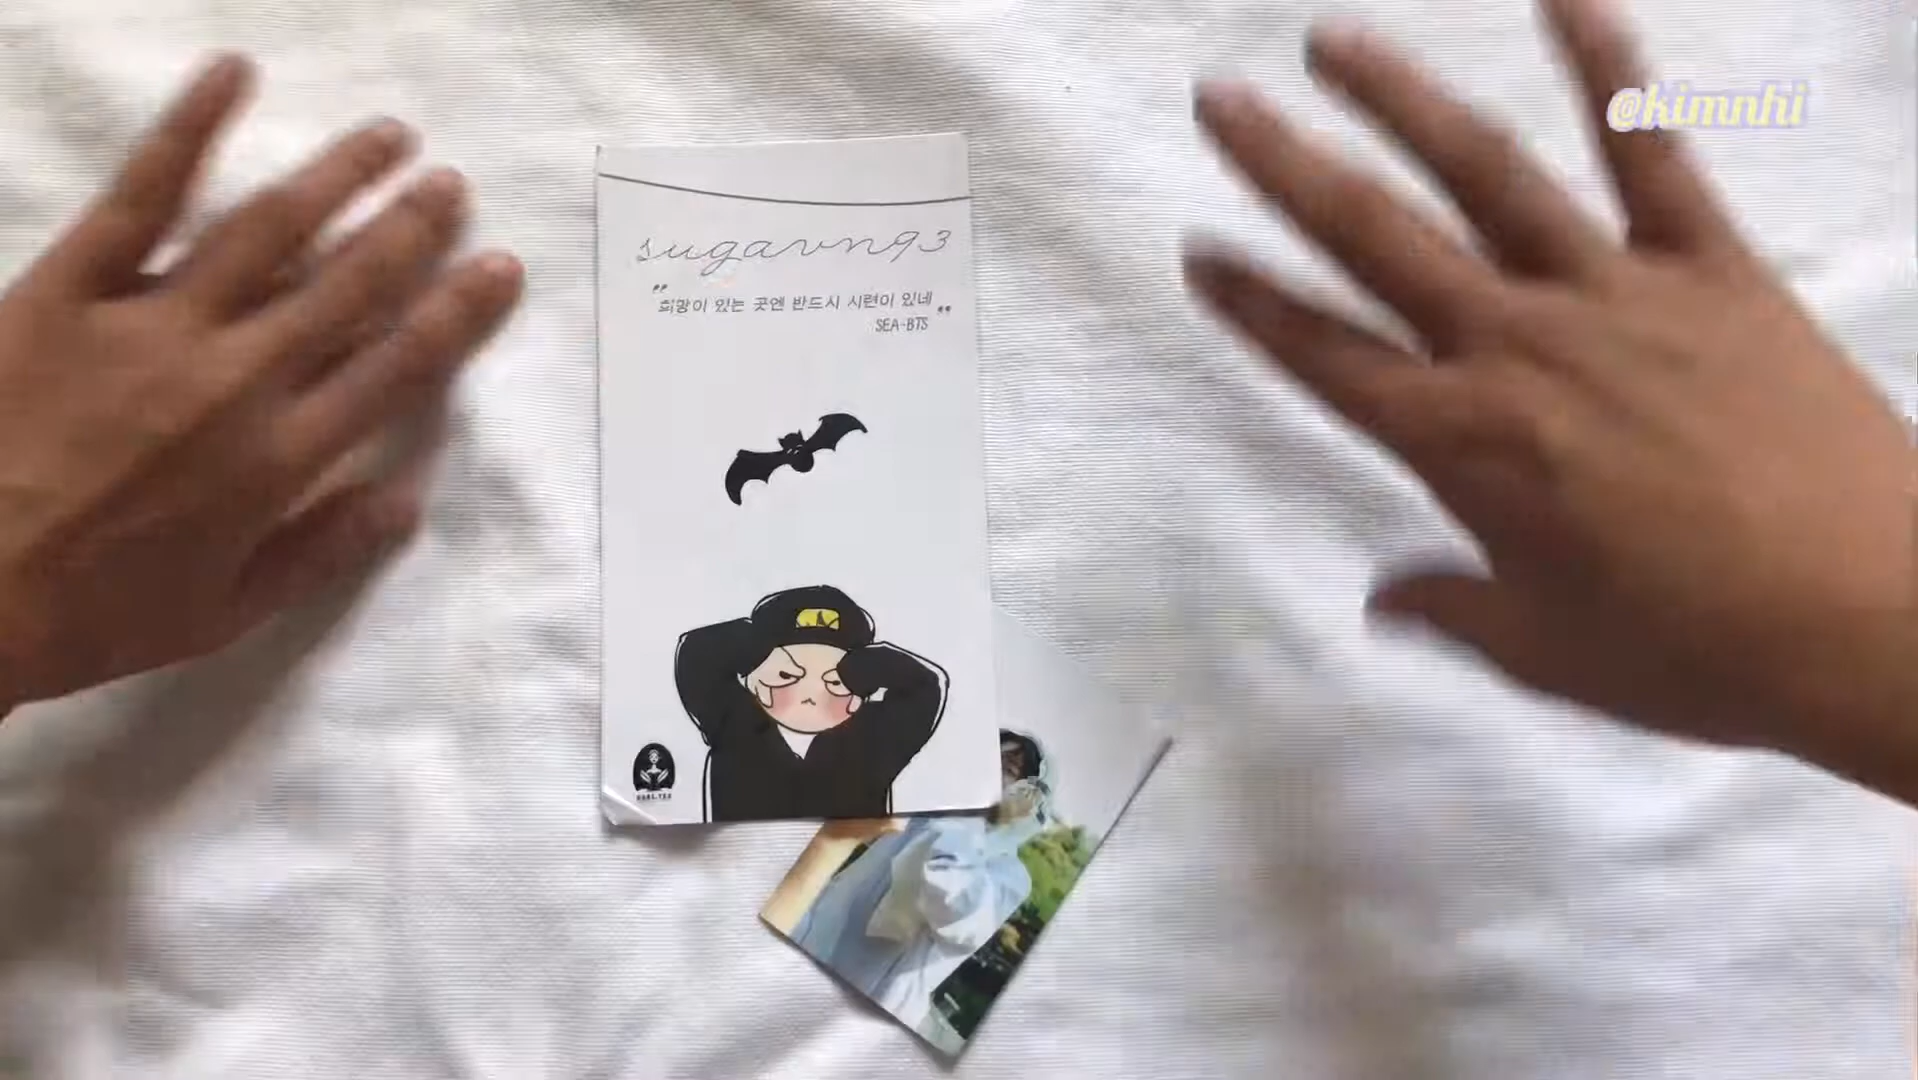 @kimnhi
sugavn93
" 희망이 있는 곳엔 반드시 시련이 있네 "
SEA-BTS